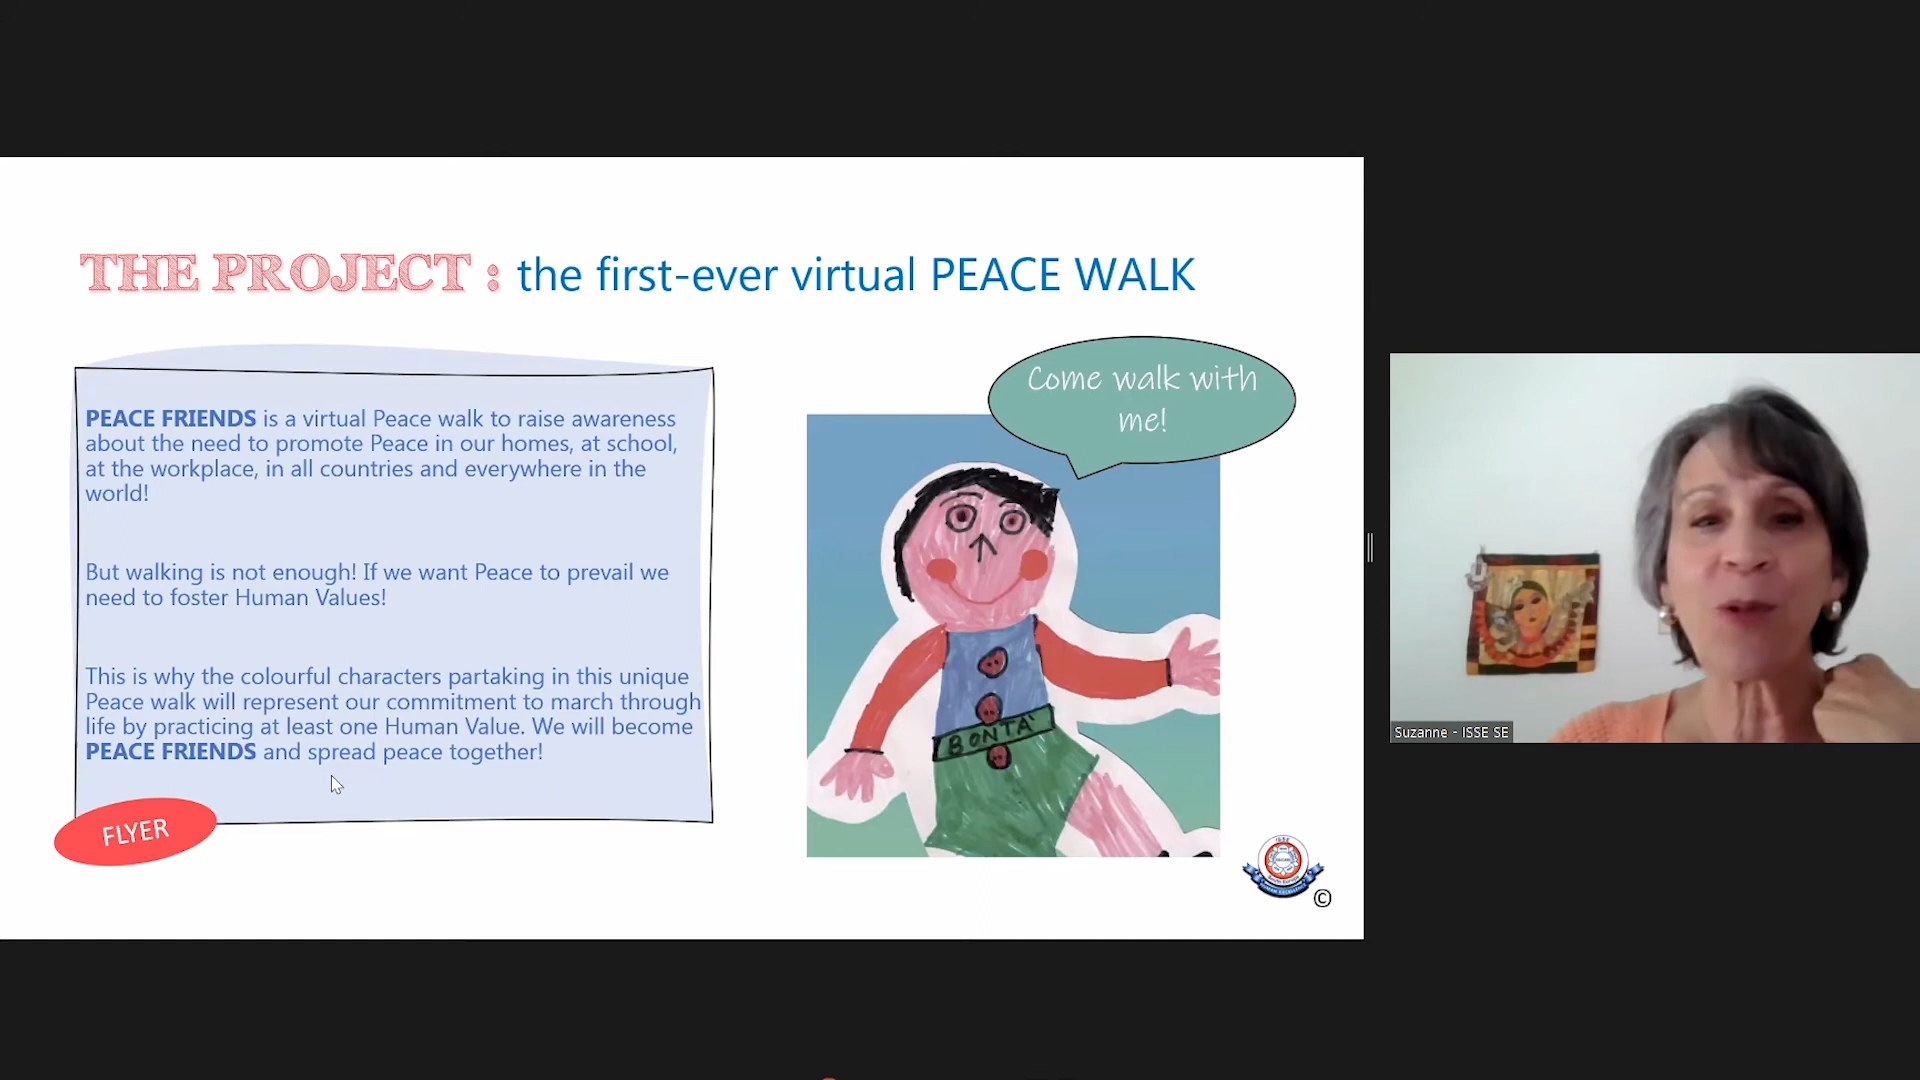 THE PROJECT : the first-ever virtual PEACE WALK
Come walk with
me!
PEACE FRIENDS is a virtual Peace walk to raise awareness
about the need to promote Peace in our homes, at school,
at the workplace, in all countries and everywhere in the
world!
But walking is not enough! If we want Peace to prevail we
need to foster Human Values!
This is why the colourful characters partaking in this unique
Peace walk will represent our commitment to march through
life by practicing at least one Human Value. We will become
PEACE FRIENDS and spread peace together!
BONTA'
FLYER
ISSE
©
Suzanne - ISSE SE